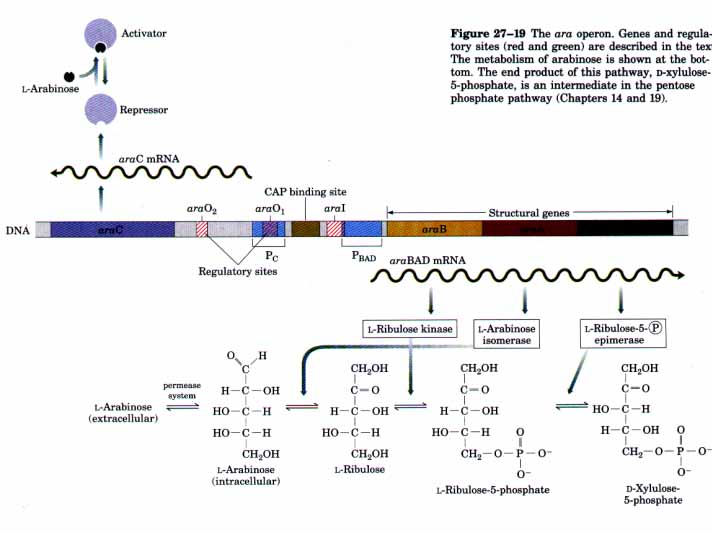 Activator
L-Arabinose
Repressor
Figure 27–19 The ara operon. Genes and regula-
tory sites (red and green) are described in the tex
The metabolism of arabinose is shown at the bot-
tom. The end product of this pathway, D-xylulose-
5-phosphate, is an intermediate in the pentose
phosphate pathway (Chapters 14 and 19).
araC mRNA
CAP binding site
araO2 araO1 araI
Structural genes
DNA
araC
araB
PC PBAD
Regulatory sites
araBAD mRNA
L-Ribulose kinase
L-Arabinose
isomerase
L-Ribulose-5-P
epimerase
L-Arabinose
(extracellular)
permease
system
O H
C
H–C–OH
HO–C–H
HO–C–H
CH2OH
L-Arabinose
(intracellular)
CH2OH
C=O
H–C–OH
HO–C–H
CH2OH
L-Ribulose
CH2OH
C=O
H–C–OH
HO–C–H O
CH2–O–P–O-
O-
L-Ribulose-5-phosphate
CH2OH
C=O
HO–C–H
H–C–OH O
CH2–O–P–O-
O-
D-Xylulose-
5-phosphate